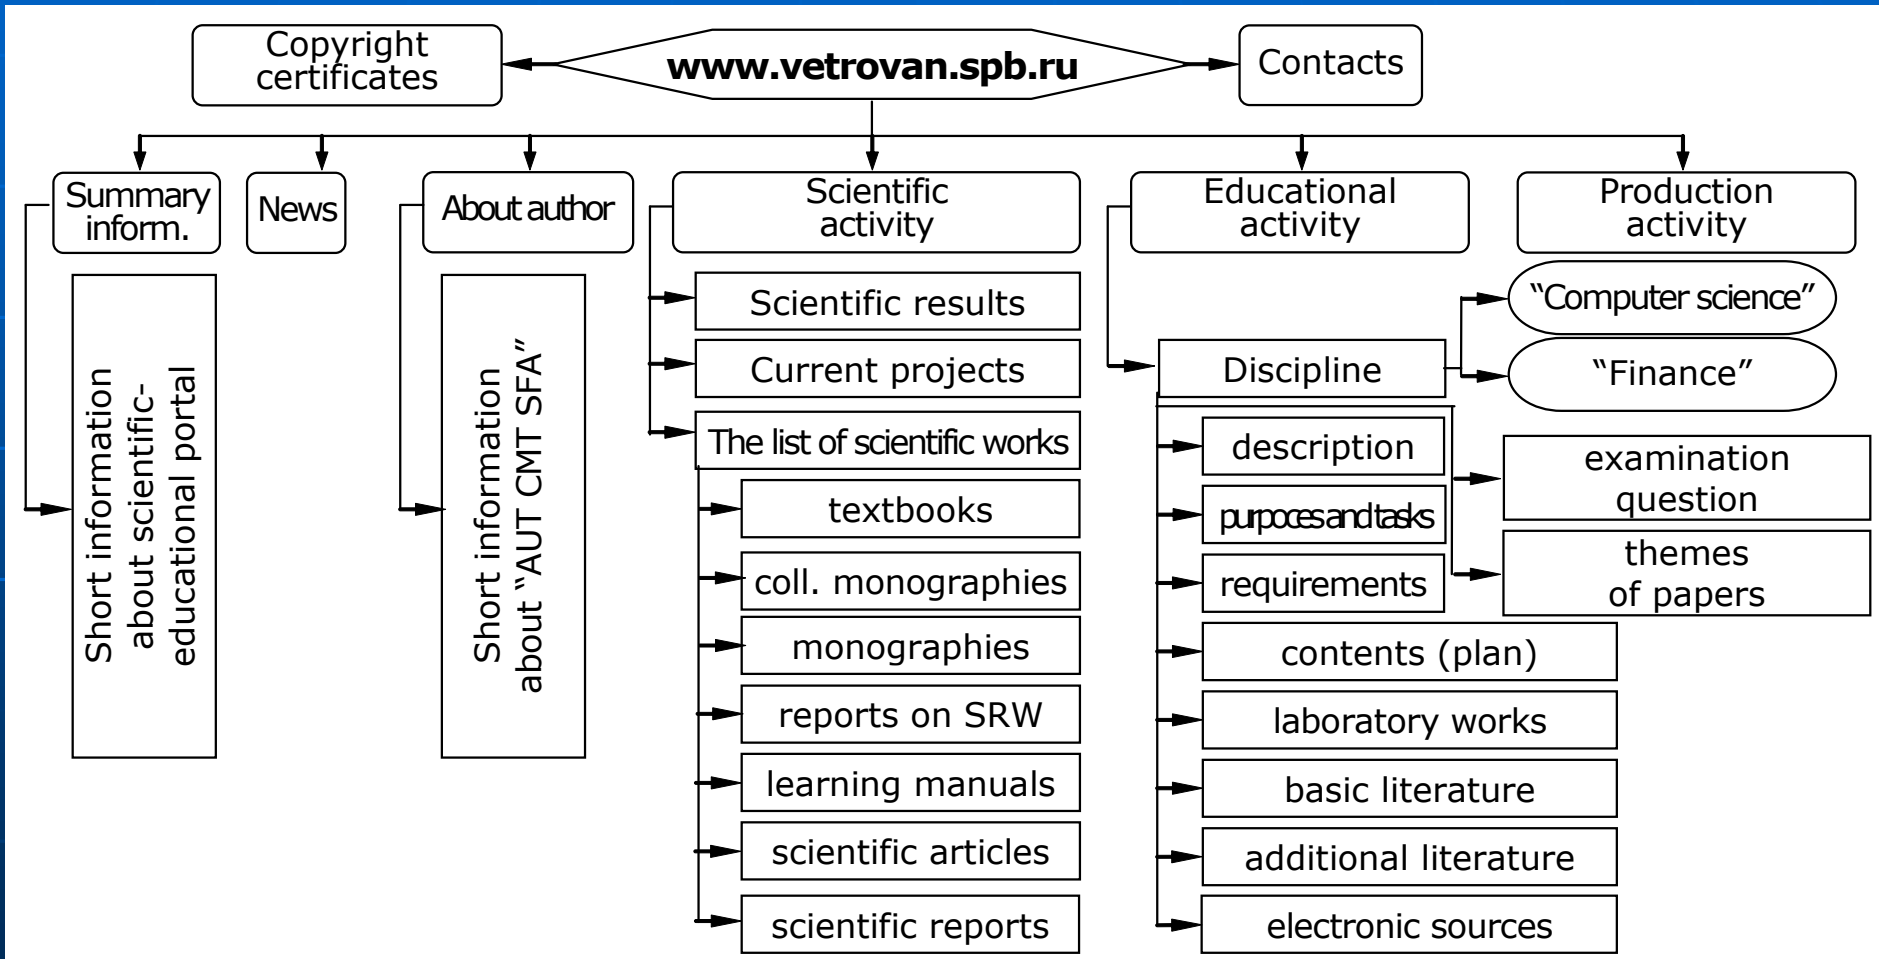 Copyright
certificates
www.vetrovan.spb.ru
Contacts
Summary
inform.
News
About author
Scientific
activity
Educational
activity
Production
activity
Short information
about scientific-
educational portal
Short information
about “AUT CMT SFA”
Scientific results
Current projects
The list of scientific works
textbooks
coll. monographies
monographies
reports on SRW
learning manuals
scientific articles
scientific reports
Discipline
“Computer science”
“Finance”
description
purpoces and tasks
requirements
contents (plan)
laboratory works
basic literature
additional literature
electronic sources
examination
question
themes
of papers